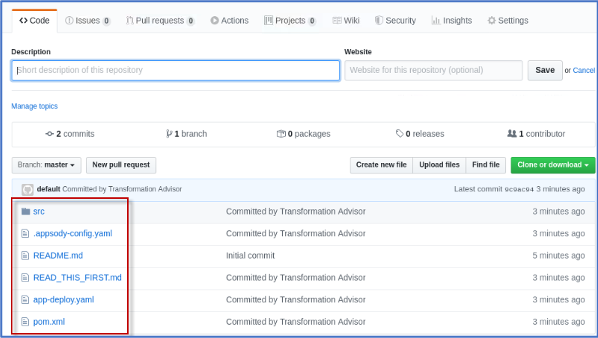 Code Issues 0 Pull requests 0 Actions Projects 0 Wiki Security Insights Settings
Description Website
Short description of this repository Website for this repository (optional) Save or Cancel
Manage topics
2 commits 1 branch 0 packages 0 releases 1 contributor
Branch: master New pull request Create new file Upload files Find file Clone or download
default Committed by Transformation Advisor Latest commit 3 minutes ago
src Committed by Transformation Advisor 3 minutes ago
.appsody-config.yaml Committed by Transformation Advisor 3 minutes ago
README.md Initial commit 5 minutes ago
READ_THIS_FIRST.md Committed by Transformation Advisor 3 minutes ago
app-deploy.yaml Committed by Transformation Advisor 3 minutes ago
pom.xml Committed by Transformation Advisor 3 minutes ago